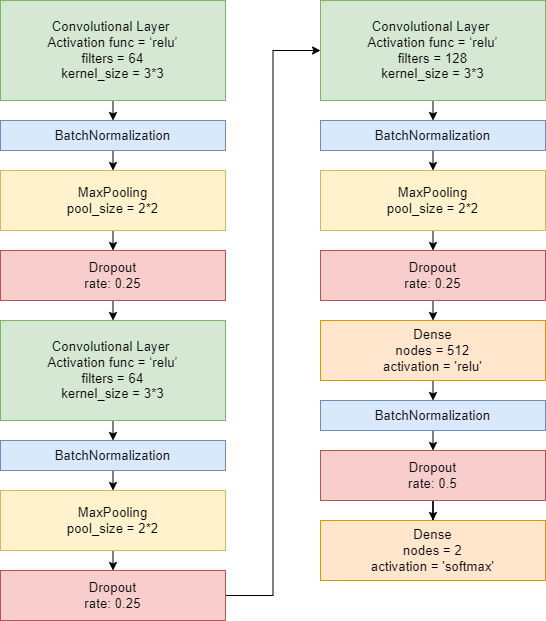 Convolutional Layer
Activation func = ‘relu’
filters = 64
kernel_size = 3*3
BatchNormalization
MaxPooling
pool_size = 2*2
Dropout
rate: 0.25
Convolutional Layer
Activation func = ‘relu’
filters = 64
kernel_size = 3*3
BatchNormalization
MaxPooling
pool_size = 2*2
Dropout
rate: 0.25
Convolutional Layer
Activation func = ‘relu’
filters = 128
kernel_size = 3*3
BatchNormalization
MaxPooling
pool_size = 2*2
Dropout
rate: 0.25
Dense
nodes = 512
activation = 'relu'
BatchNormalization
Dropout
rate: 0.5
Dense
nodes = 2
activation = 'softmax'